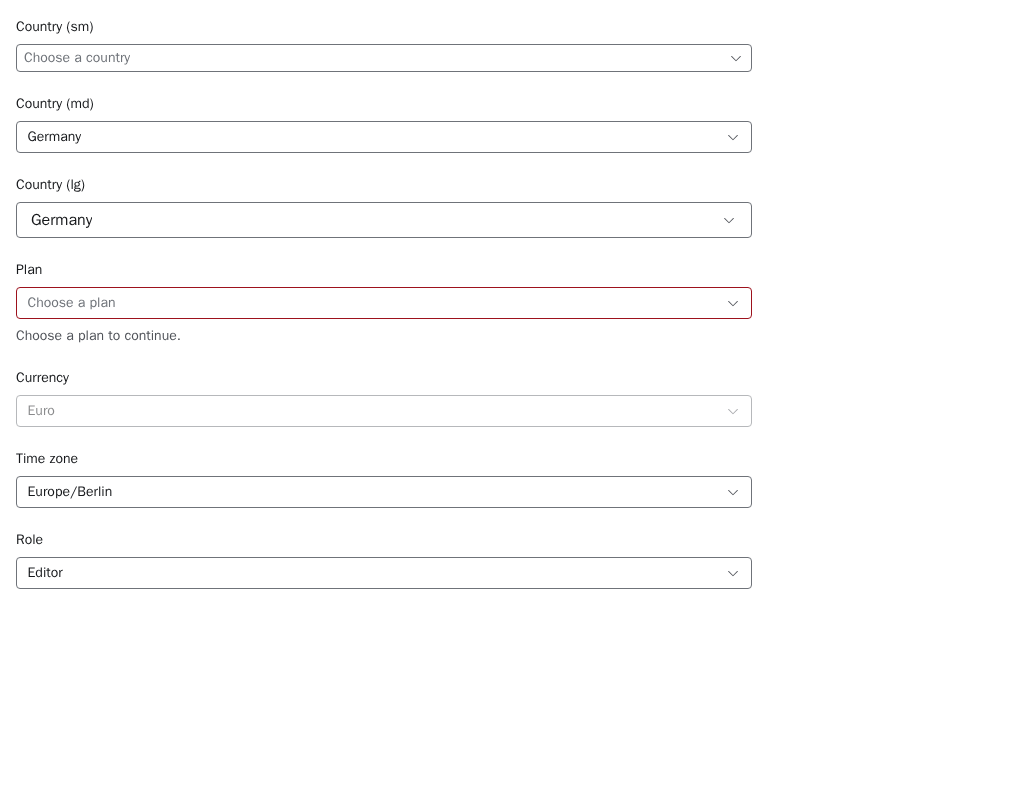 Country (sm)
Choose a country
Country (md)
Germany
Country (lg)
Germany
Plan
Choose a plan
Choose a plan to continue.
Currency
Euro
Time zone
Europe/Berlin
Role
Editor